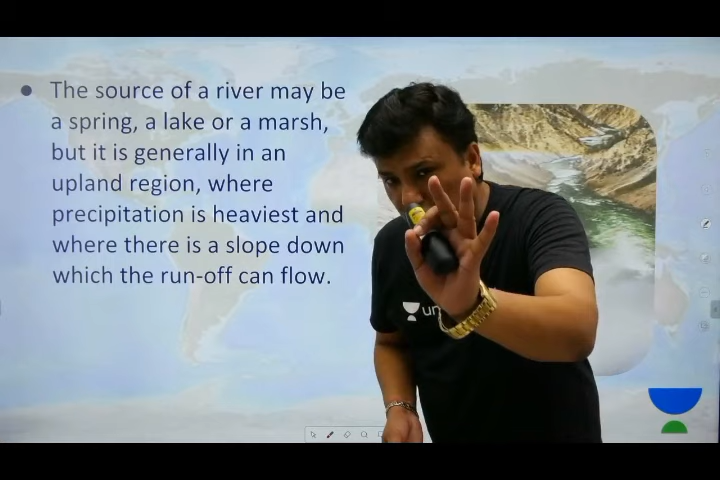 The source of a river may be
a spring, a lake or a marsh,
but it is generally in an
upland region, where
precipitation is heaviest and
where there is a slope down
which the run-off can flow.
un